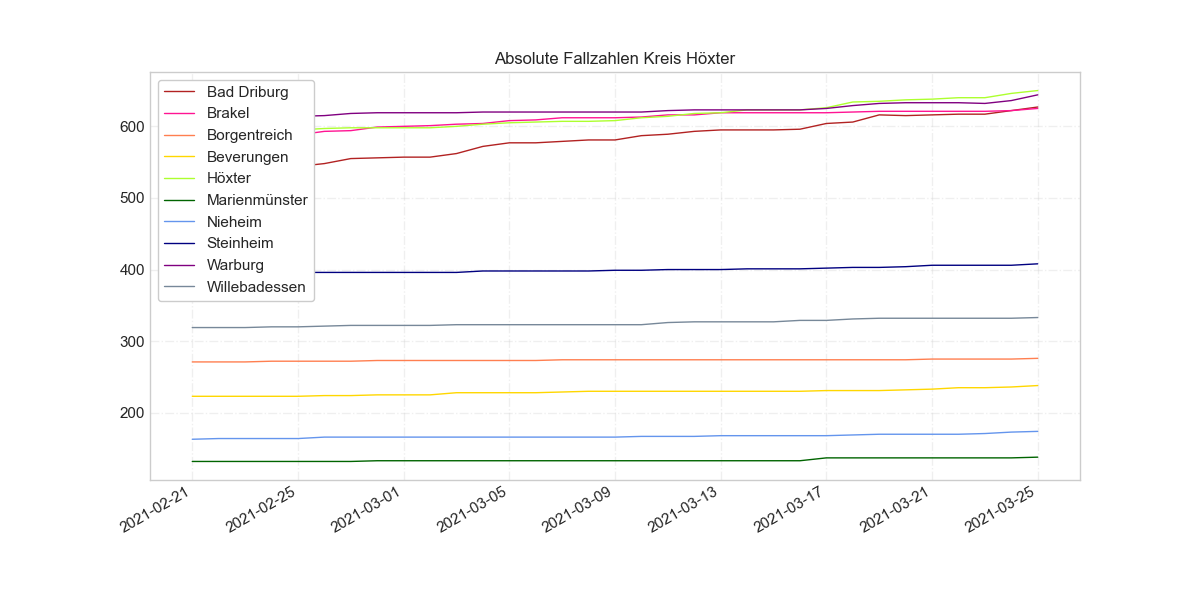 Absolute Fallzahlen Kreis Höxter
Bad Driburg
Brakel
Borgentreich
Beverungen
Höxter
Marienmünster
Nieheim
Steinheim
Warburg
Willebadessen
600
500
400
300
200
2021-02-21
2021-02-25
2021-03-01
2021-03-05
2021-03-09
2021-03-13
2021-03-17
2021-03-21
2021-03-25